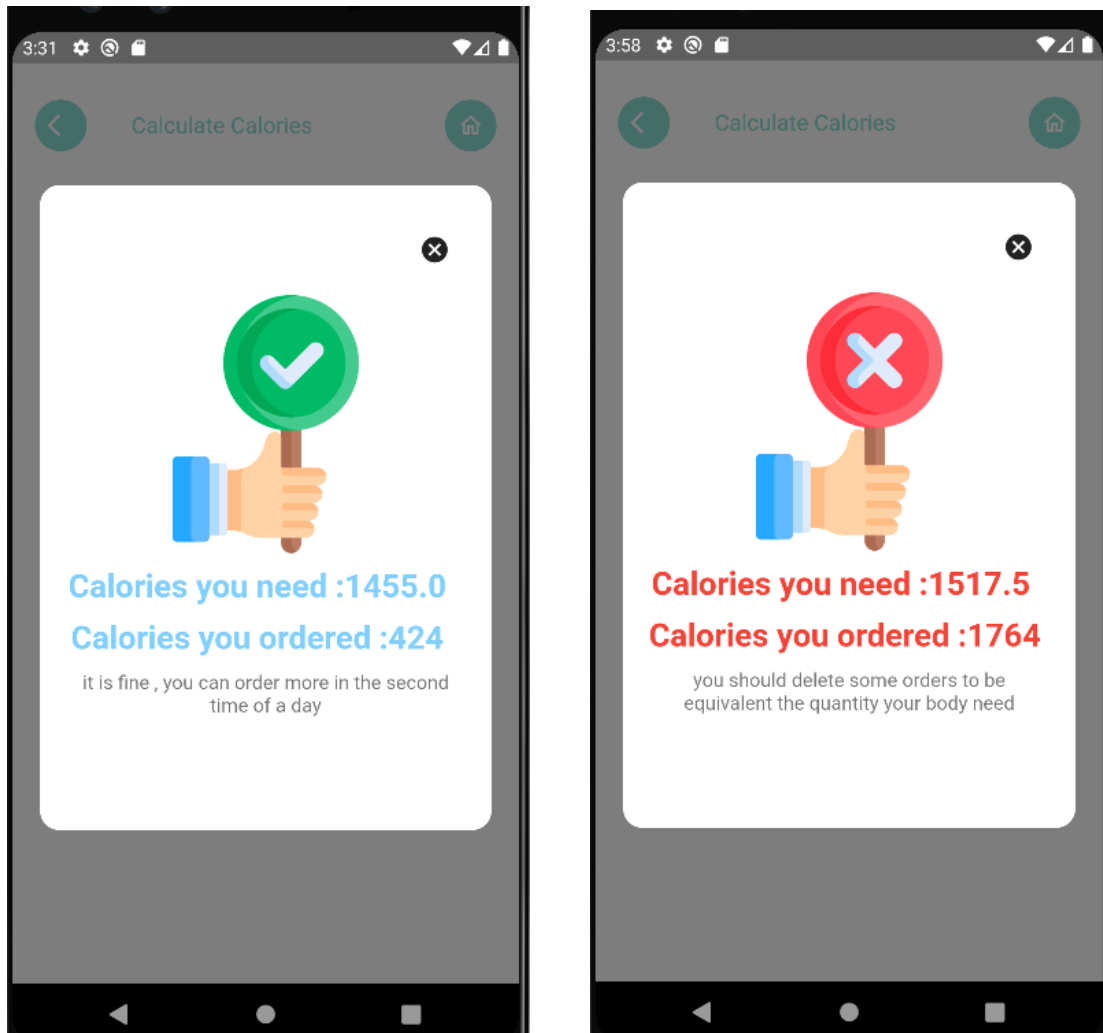 3:31
Calculate Calories
Calories you need :1455.0
Calories you ordered :424
it is fine , you can order more in the second
time of a day
3:58
Calculate Calories
Calories you need :1517.5
Calories you ordered :1764
you should delete some orders to be
equivalent the quantity your body need